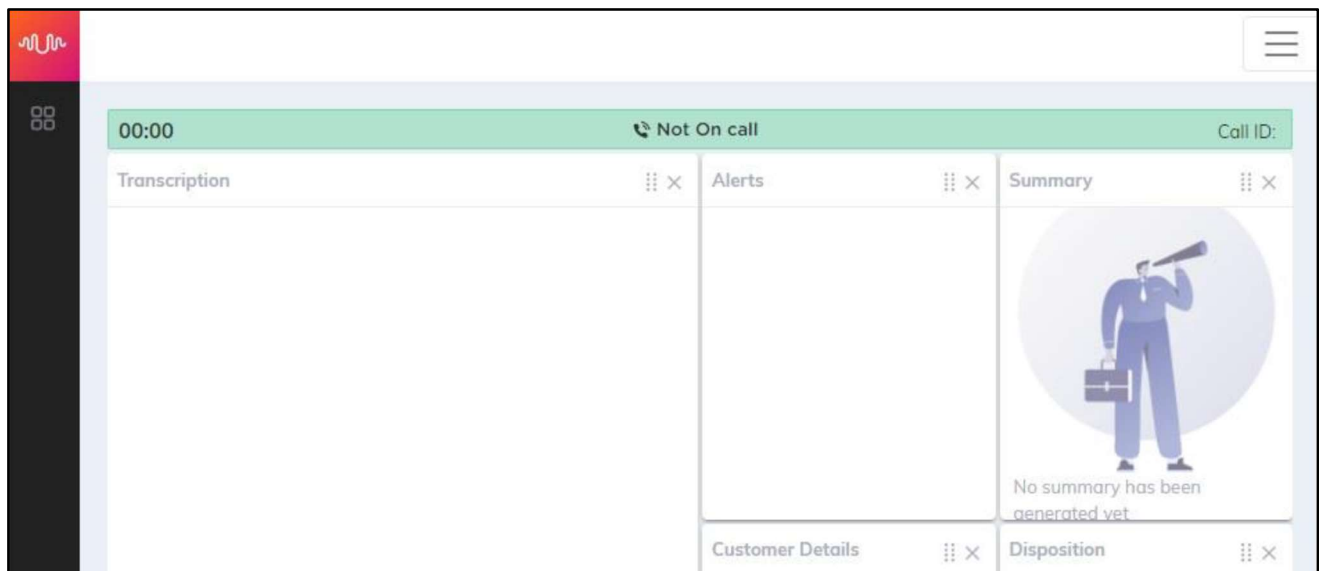 00:00 Not On call Call ID:
Transcription
Alerts
Summary
No summary has been
generated yet
Customer Details
Disposition